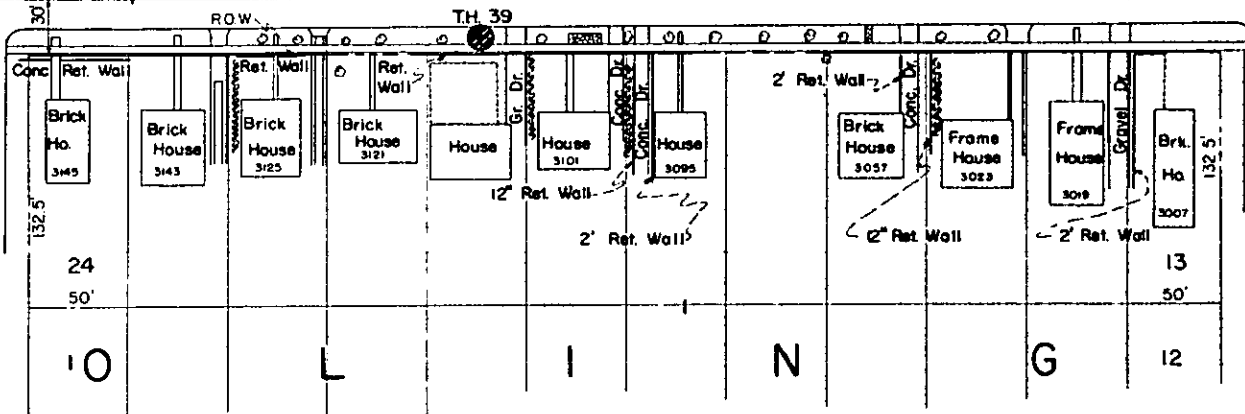 30'
R.O.W.
T.H. 39
Conc. Ret. Wall
Ret. Wall
Ret.
Wall
Gr. Dr.
Conc. Dr.
Conc. Dr.
2' Ret. Wall
Conc. Dr.
Gravel Dr.
Brick
Ho.
3145
Brick
House
3143
Brick
House
3125
Brick
House
3121
House
House
3101
House
3095
Brick
House
3057
Frame
House
3023
Frame
House
3019
Brk.
Ho.
3007
132.5'
132.5'
12" Ret. Wall
2' Ret. Wall
12" Ret. Wall
2' Ret. Wall
24
13
50'
50'
1 O L I N G 12